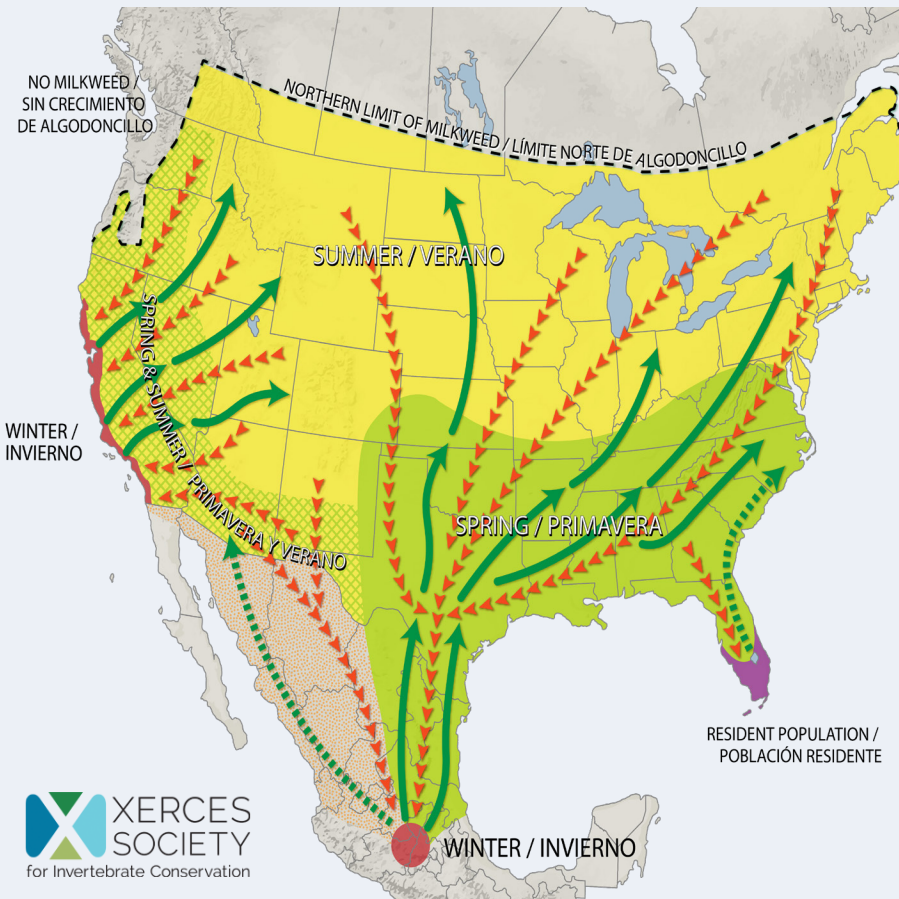 NO MILKWEED /
SIN CRECIMIENTO
DE ALGODONCILLO
NORTHERN LIMIT OF MILKWEED / LÍMITE NORTE DE ALGODONCILLO
SUMMER / VERANO
SPRING & SUMMER / PRIMAVERA Y VERANO
WINTER /
INVIERNO
SPRING / PRIMAVERA
RESIDENT POPULATION /
POBLACIÓN RESIDENTE
XERCES
SOCIETY
for Invertebrate Conservation
WINTER / INVIERNO